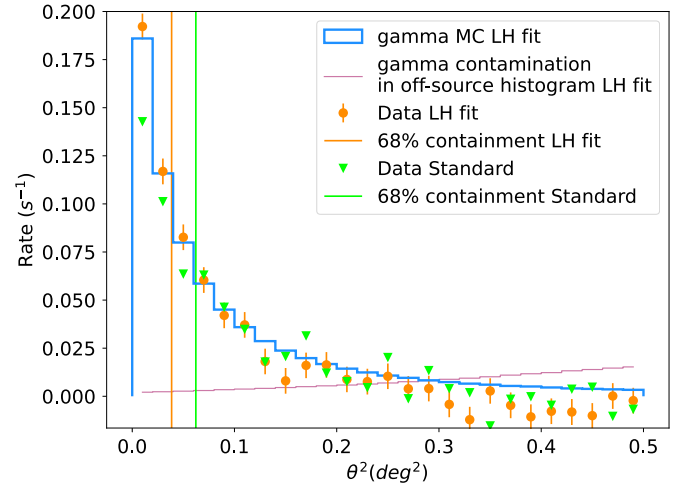 0.200
0.175
0.150
0.125
0.100
0.075
0.050
0.025
0.000
Rate (s⁻¹)
gamma MC LH fit
gamma contamination
in off-source histogram LH fit
Data LH fit
68% containment LH fit
Data Standard
68% containment Standard
0.0 0.1 0.2 0.3 0.4 0.5
θ²(deg²)